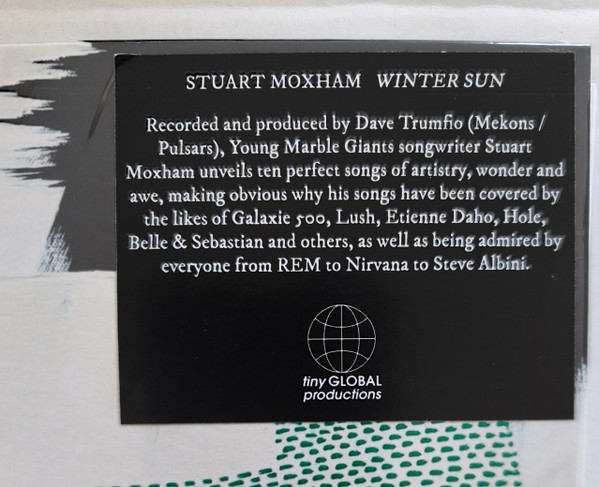 STUART MOXHAM WINTER SUN
Recorded and produced by Dave Trumfio (Mekons /
Pulsars), Young Marble Giants songwriter Stuart
Moxham unveils ten perfect songs of artistry, wonder and
awe, making obvious why his songs have been covered by
the likes of Galaxie 500, Lush, Etienne Daho, Hole,
Belle & Sebastian and others, as well as being admired by
everyone from REM to Nirvana to Steve Albini.
tiny GLOBAL
productions